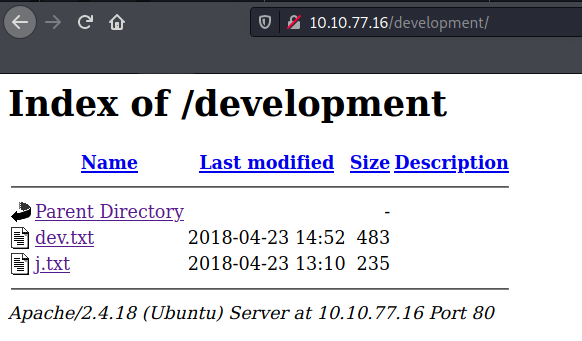 10.10.77.16/development/
Index of /development
Name Last modified Size Description
Parent Directory -
dev.txt 2018-04-23 14:52 483
j.txt 2018-04-23 13:10 235
Apache/2.4.18 (Ubuntu) Server at 10.10.77.16 Port 80